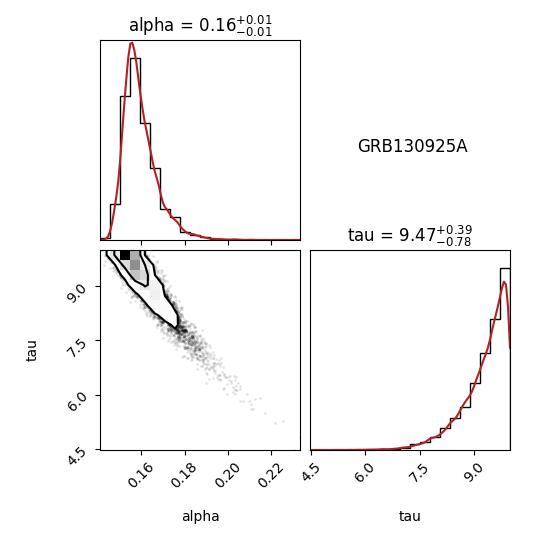 alpha = 0.16+0.01−0.01
GRB130925A
tau = 9.47+0.39−0.78
tau
9.0
7.5
6.0
4.5
0.16
0.18
0.20
0.22
4.5
6.0
7.5
9.0
alpha
tau